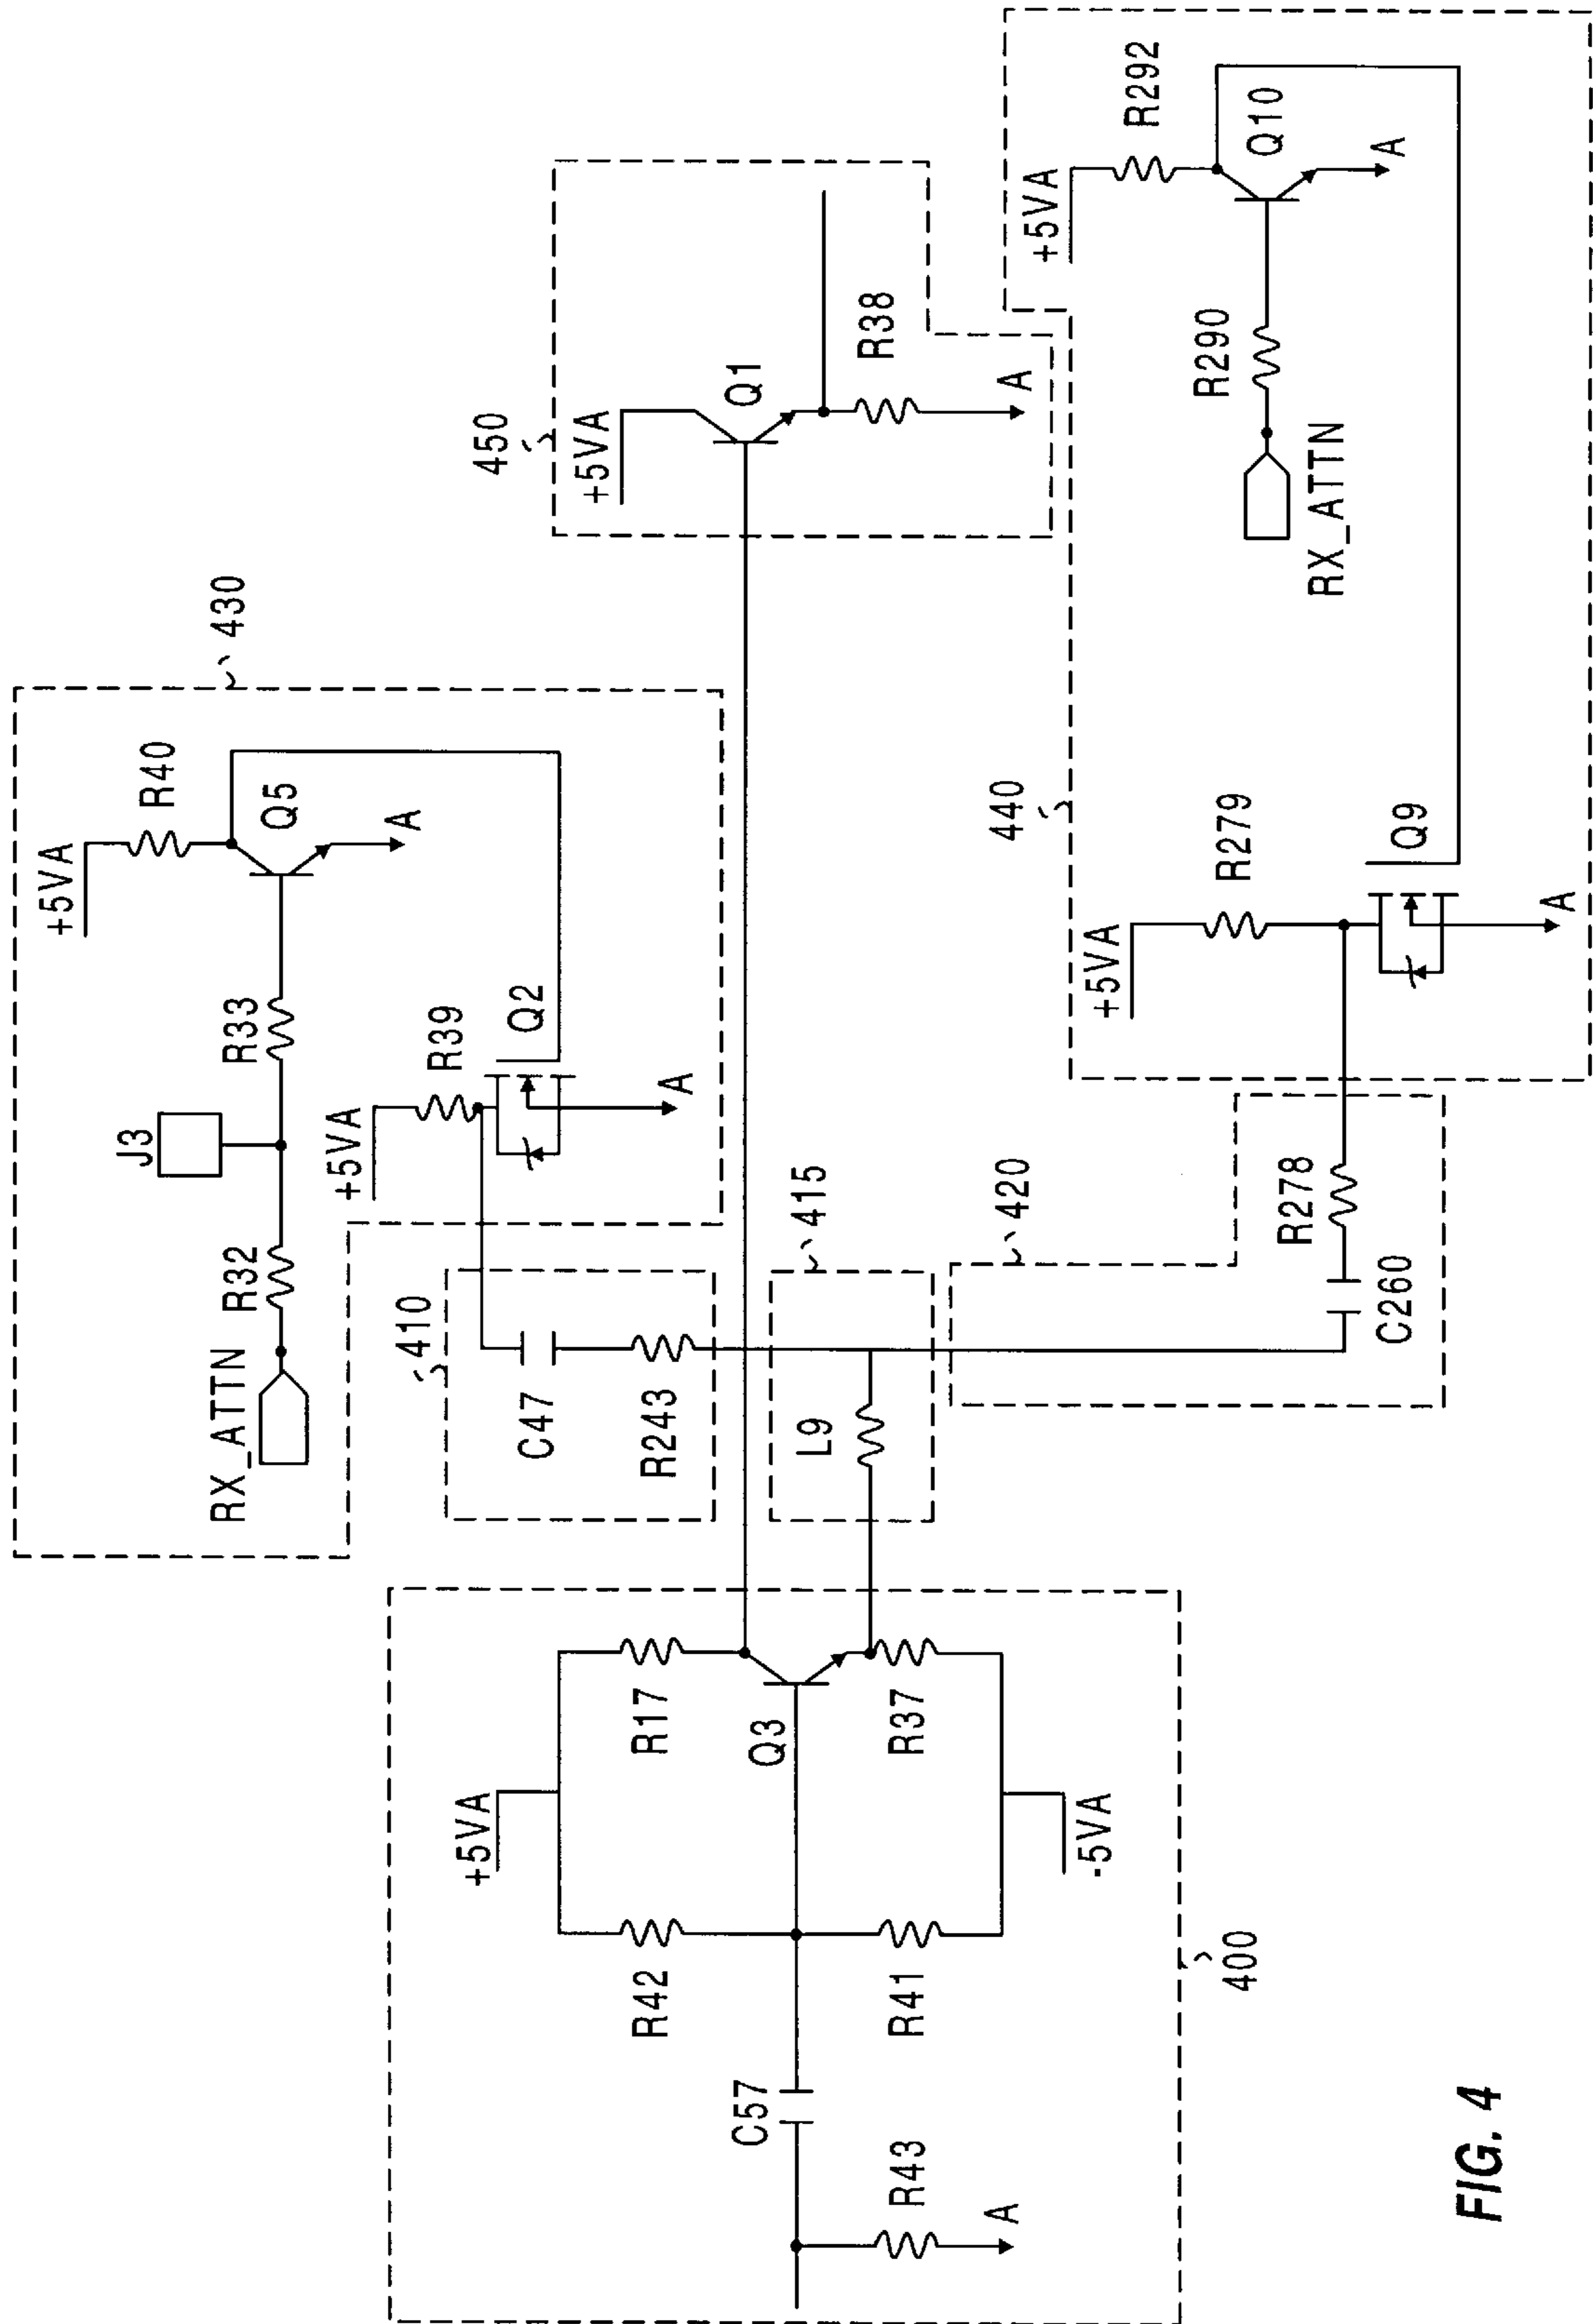 RX_ATTN
R32
J3
R33
+5VA
R40
Q5
A
430
+5VA
R39
Q2
A
410
C47
R243
415
L9
420
C260
R278
450
+5VA
Q1
R38
A
440
+5VA
R279
Q9
A
RX_ATTN
R290
+5VA
R292
Q10
A
400
+5VA
R42
R17
Q3
C57
R41
R37
-5VA
R43
A
FIG. 4